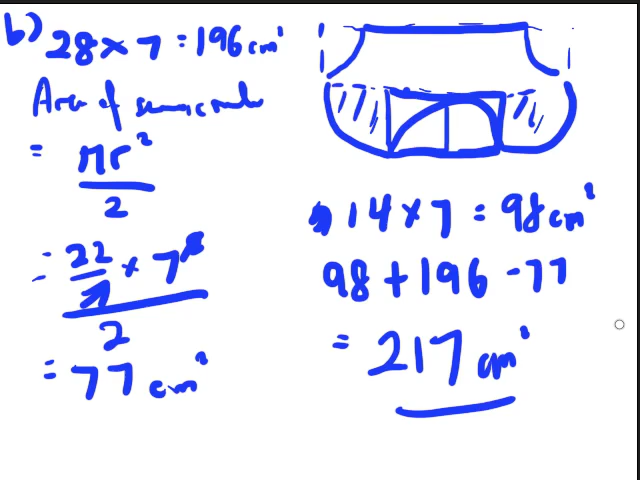 b) 28 × 7 = 196 cm²
Area of semicircle
= πr²
2
= 22/7 × 7²
2
= 77 cm²
14 × 7 = 98 cm²
98 + 196 - 77
= 217 cm²